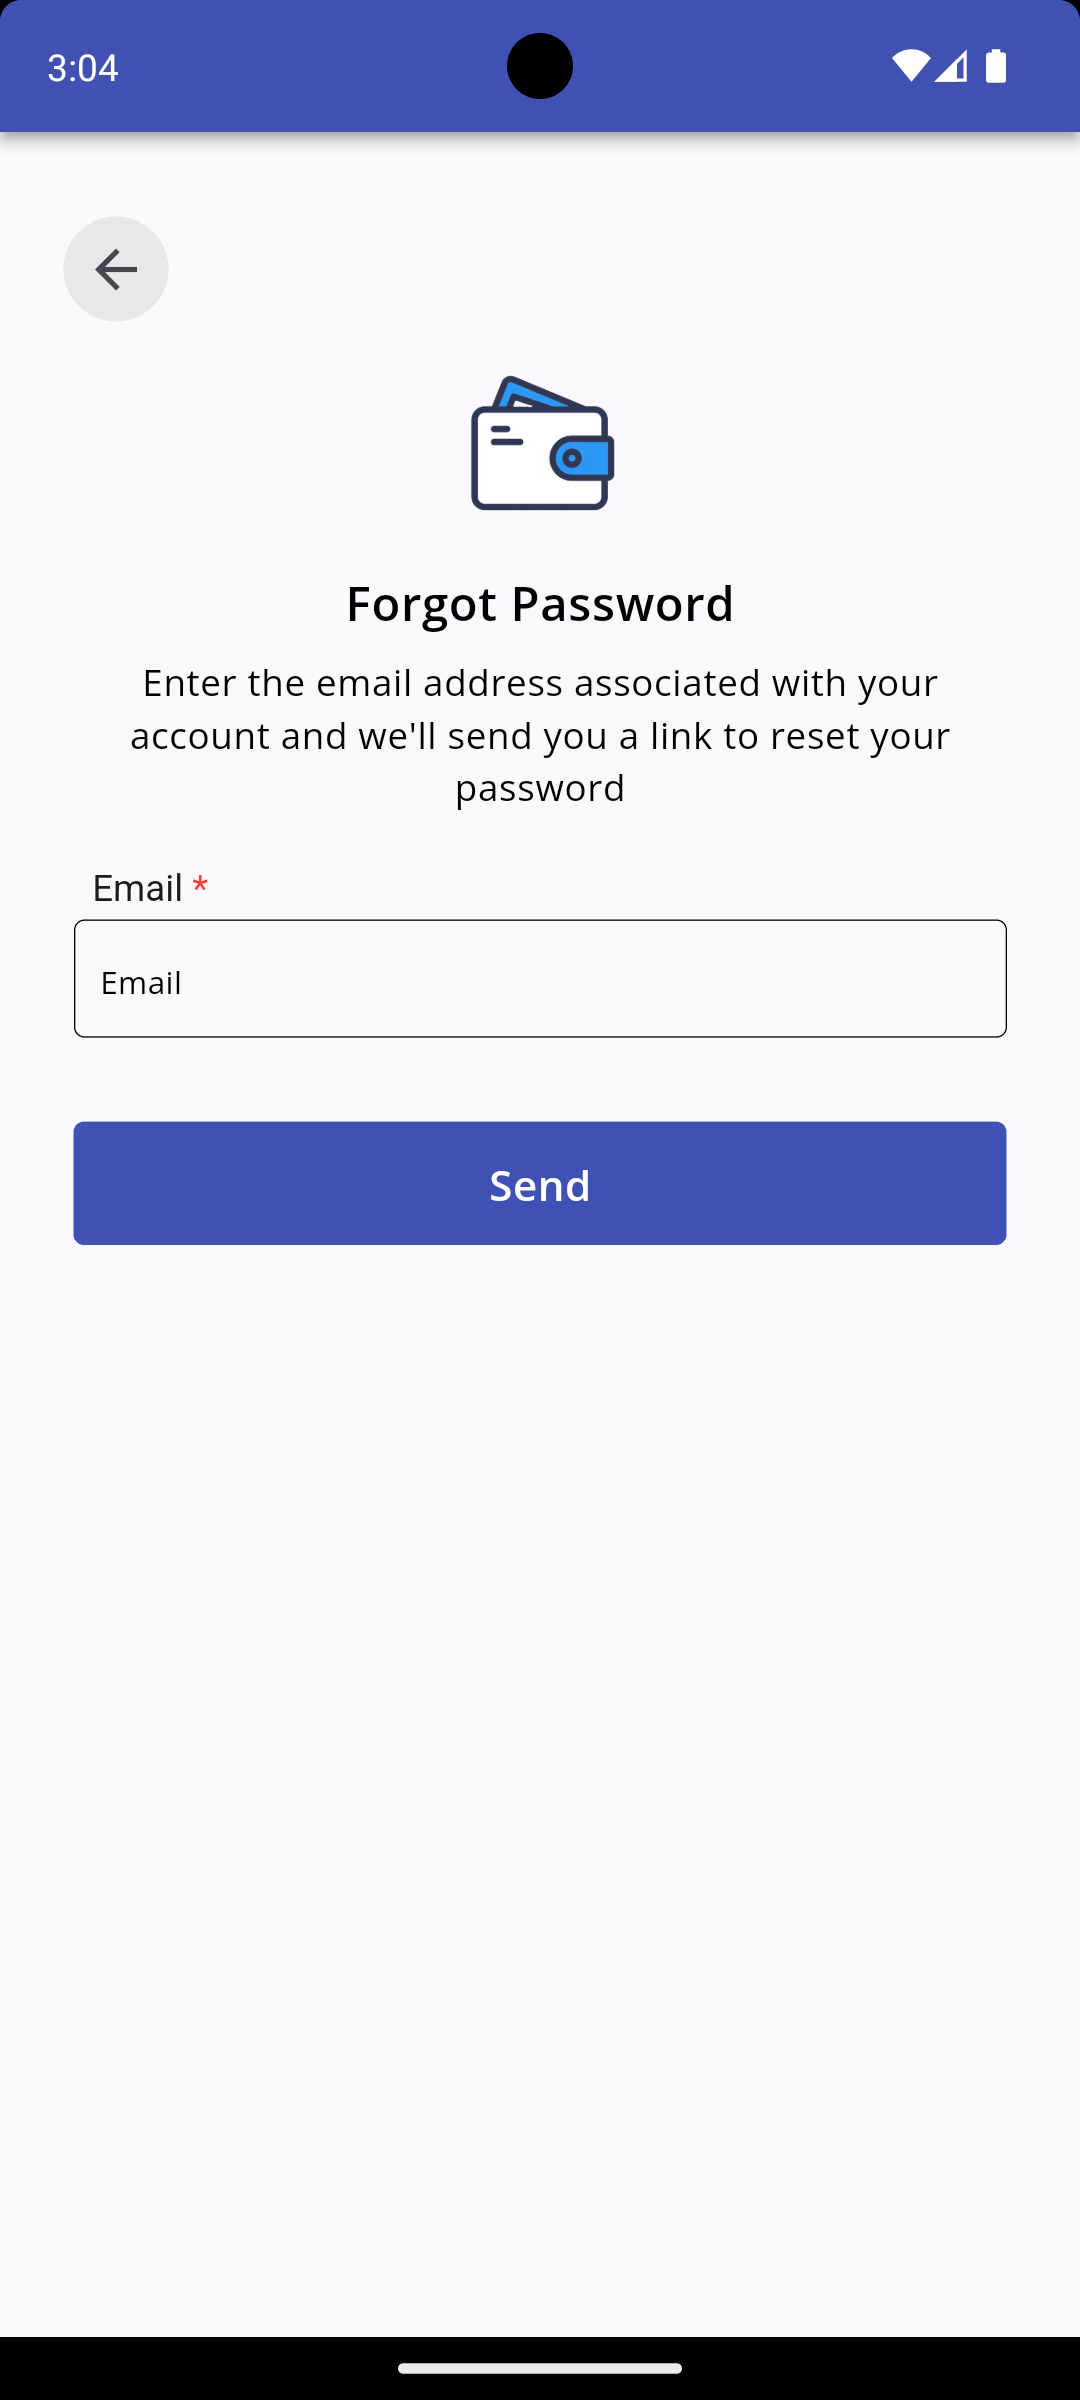 3:04
Forgot Password
Enter the email address associated with your
account and we'll send you a link to reset your
password
Email *
Email
Send